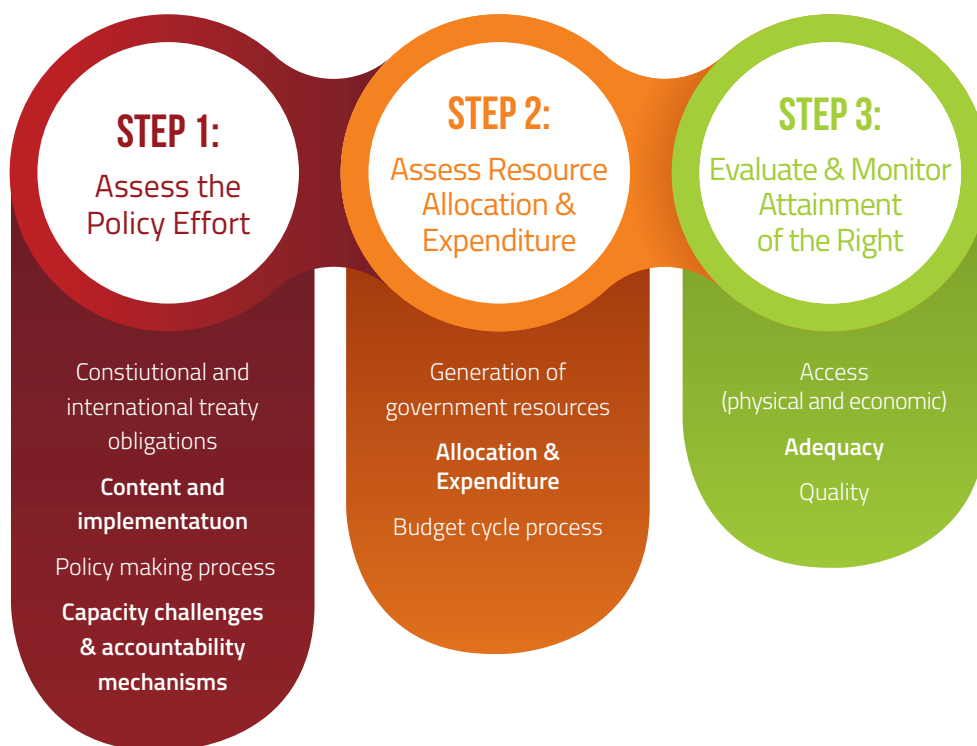 STEP 1:
Assess the
Policy Effort
Constiutional and
international treaty
obligations
Content and
implementatuon
Policy making process
Capacity challenges
& accountability
mechanisms
STEP 2:
Assess Resource
Allocation &
Expenditure
Generation of
government resources
Allocation &
Expenditure
Budget cycle process
STEP 3:
Evaluate & Monitor
Attainment
of the Right
Access
(physical and economic)
Adequacy
Quality